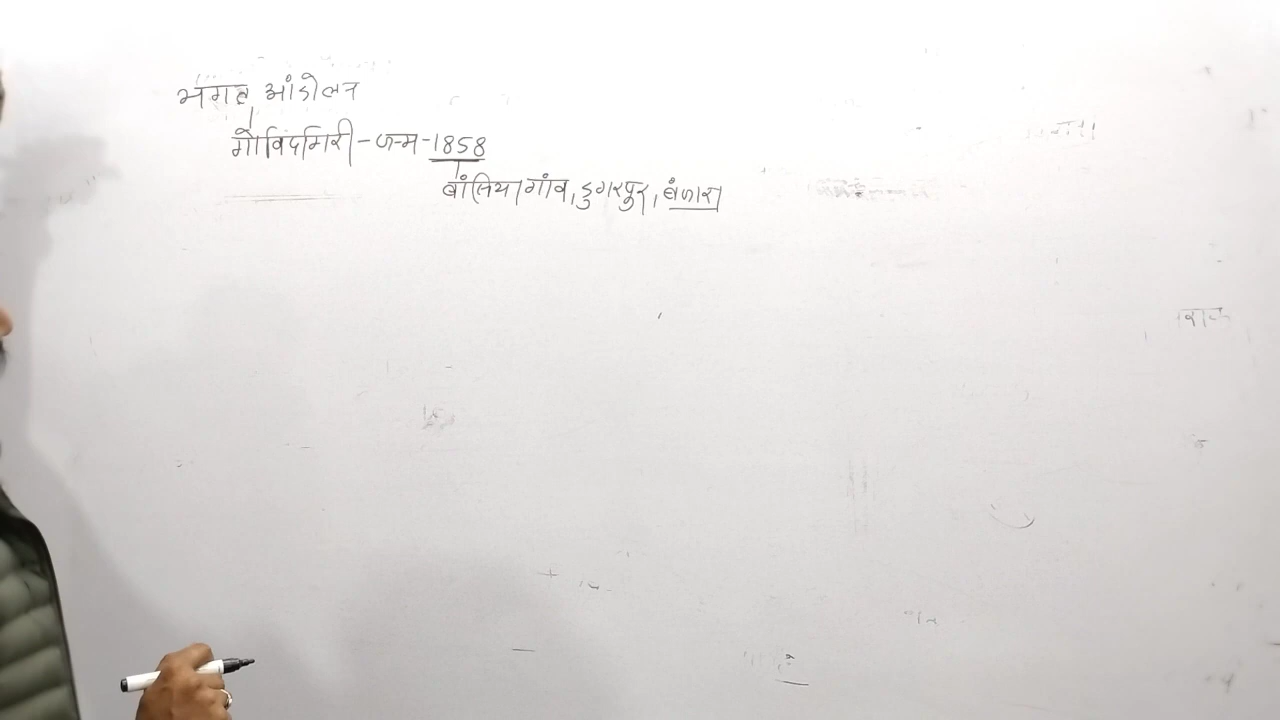 भगत आंदोलन
गोविंदगिरी - जन्म - 1858
बांसिया गांव, डुगरपुर, बंजारा